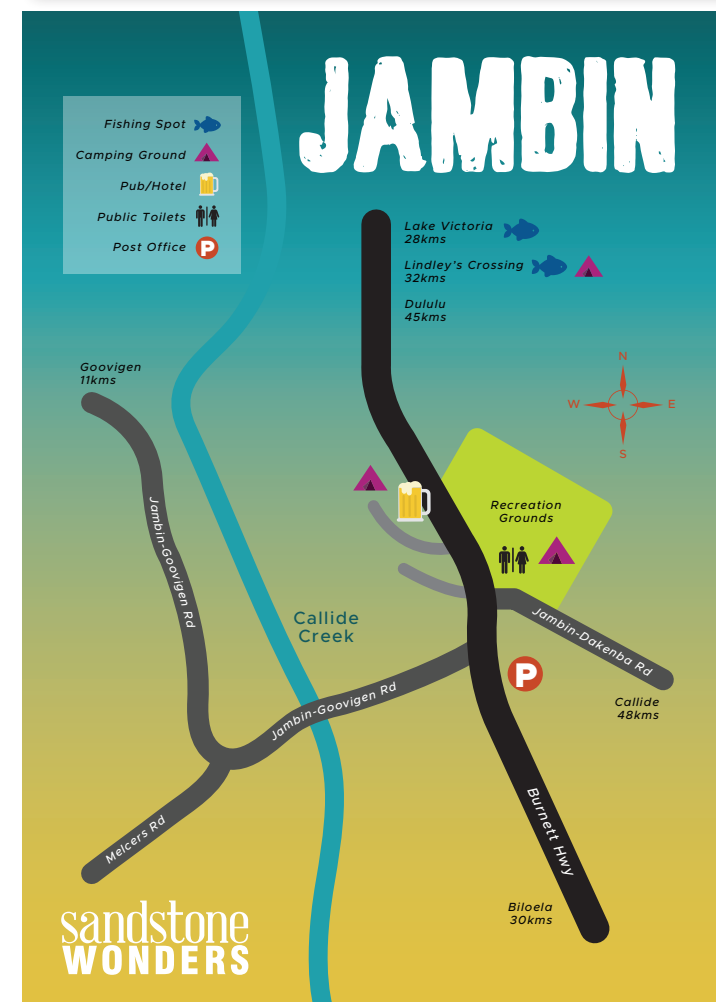 JAMBIN
Fishing Spot
Camping Ground
Pub/Hotel
Public Toilets
Post Office
P
Lake Victoria
28kms
Lindley's Crossing
32kms
Dululu
45kms
N
W E
S
Goovigen
11kms
Jambin-Goovigen Rd
Recreation
Grounds
Callide
Creek
Jambin-Dakenba Rd
P
Jambin-Goovigen Rd
Callide
48kms
Melcers Rd
Burnett Hwy
Biloela
30kms
sandstone
WONDERS